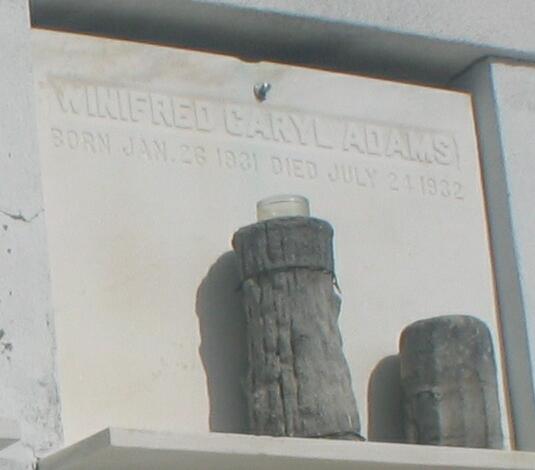 WINIFRED CARYL ADAMS
BORN JAN. 26 1931 DIED JULY 24 1932